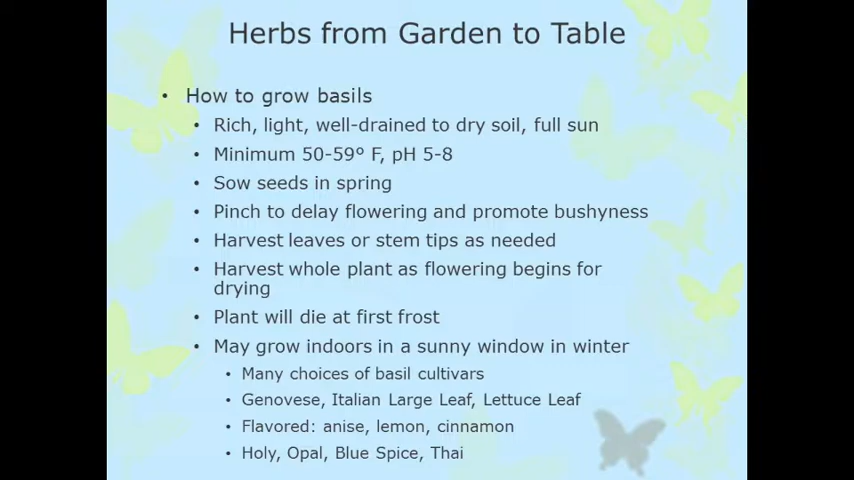 Herbs from Garden to Table
• How to grow basils
• Rich, light, well-drained to dry soil, full sun
• Minimum 50-59º F, pH 5-8
• Sow seeds in spring
• Pinch to delay flowering and promote bushyness
• Harvest leaves or stem tips as needed
• Harvest whole plant as flowering begins for
drying
• Plant will die at first frost
• May grow indoors in a sunny window in winter
• Many choices of basil cultivars
• Genovese, Italian Large Leaf, Lettuce Leaf
• Flavored: anise, lemon, cinnamon
• Holy, Opal, Blue Spice, Thai